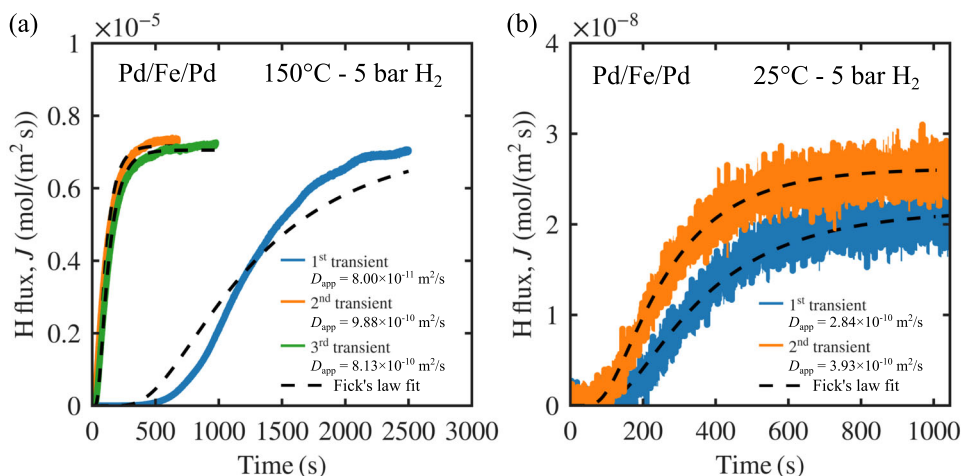 (a)
×10⁻⁵
Pd/Fe/Pd 150°C - 5 bar H₂
H flux, J (mol/(m² s))
1
0.8
0.6
0.4
0.2
0
1ˢᵗ transient
Dₐₚₚ = 8.00×10⁻¹¹ m²/s
2ⁿᵈ transient
Dₐₚₚ = 9.88×10⁻¹⁰ m²/s
3ʳᵈ transient
Dₐₚₚ = 8.13×10⁻¹⁰ m²/s
Fick's law fit
0 500 1000 1500 2000 2500 3000
Time (s)
(b)
×10⁻⁸
Pd/Fe/Pd 25°C - 5 bar H₂
H flux, J (mol/(m² s))
4
3
2
1
0
1ˢᵗ transient
Dₐₚₚ = 2.84×10⁻¹⁰ m²/s
2ⁿᵈ transient
Dₐₚₚ = 3.93×10⁻¹⁰ m²/s
Fick's law fit
0 200 400 600 800 1000
Time (s)